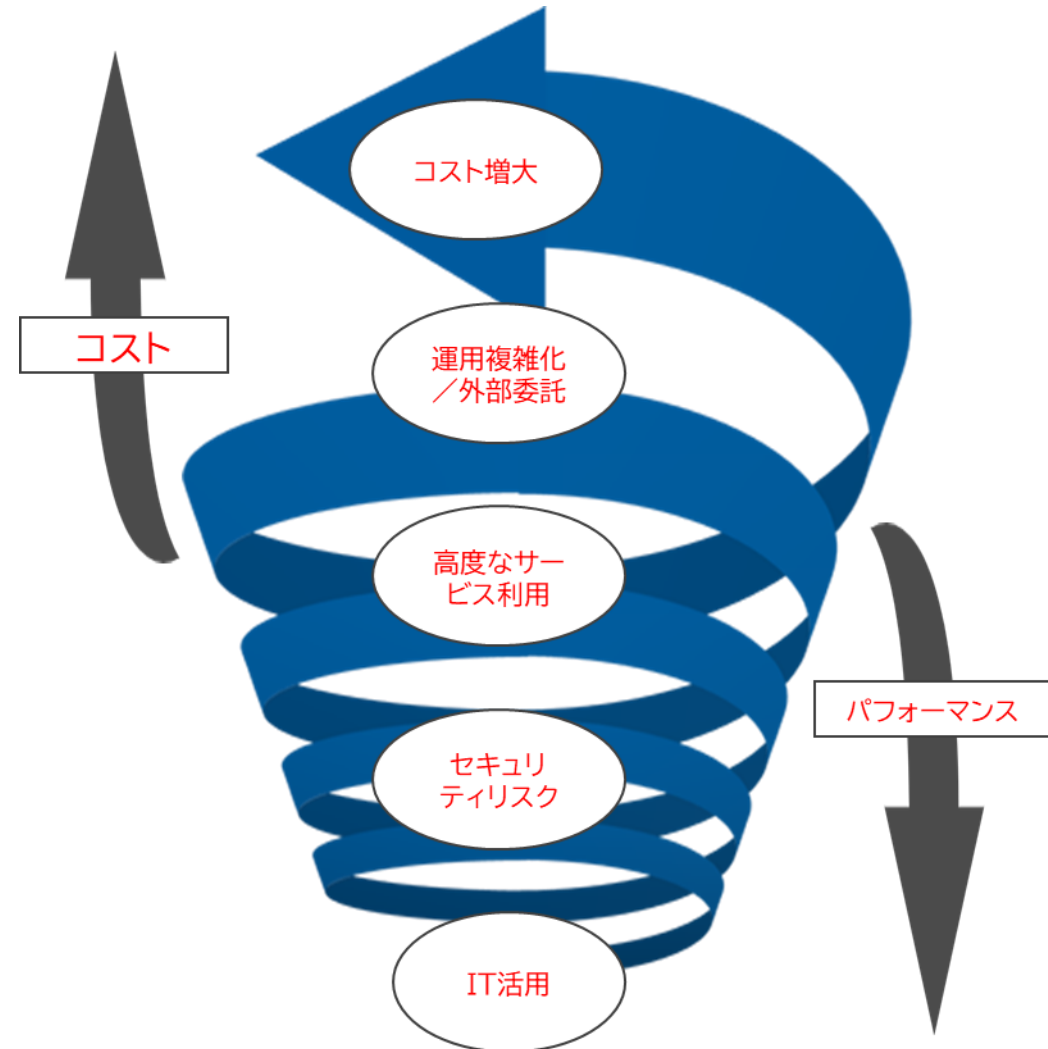 コスト増大
コスト
運用複雑化
／外部委託
高度なサー
ビス利用
パフォーマンス
セキュリ
ティリスク
IT活用